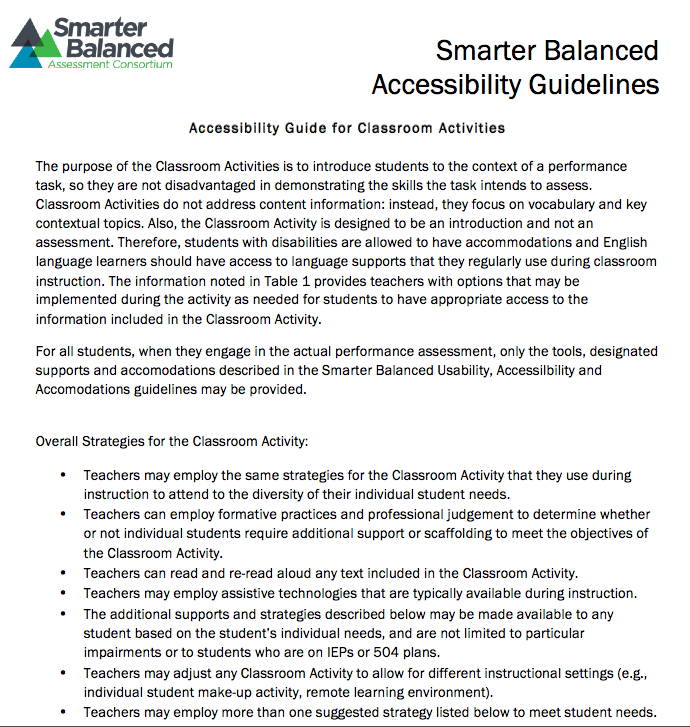 Smarter
Balanced
Assessment Consortium
Smarter Balanced
Accessibility Guidelines
Accessibility Guide for Classroom Activities
The purpose of the Classroom Activities is to introduce students to the context of a performance
task, so they are not disadvantaged in demonstrating the skills the task intends to assess.
Classroom Activities do not address content information: instead, they focus on vocabulary and key
contextual topics. Also, the Classroom Activity is designed to be an introduction and not an
assessment. Therefore, students with disabilities are allowed to have accommodations and English
language learners should have access to language supports that they regularly use during classroom
instruction. The information noted in Table 1 provides teachers with options that may be
implemented during the activity as needed for students to have appropriate access to the
information included in the Classroom Activity.
For all students, when they engage in the actual performance assessment, only the tools, designated
supports and accomodations described in the Smarter Balanced Usability, Accessilbility and
Accomodations guidelines may be provided.
Overall Strategies for the Classroom Activity:
• Teachers may employ the same strategies for the Classroom Activity that they use during
instruction to attend to the diversity of their individual student needs.
• Teachers can employ formative practices and professional judgement to determine whether
or not individual students require additional support or scaffolding to meet the objectives of
the Classroom Activity.
• Teachers can read and re-read aloud any text included in the Classroom Activity.
• Teachers may employ assistive technologies that are typically available during instruction.
• The additional supports and strategies described below may be made available to any
student based on the student's individual needs, and are not limited to particular
impairments or to students who are on IEPs or 504 plans.
• Teachers may adjust any Classroom Activity to allow for different instructional settings (e.g.,
individual student make-up activity, remote learning environment).
• Teachers may employ more than one suggested strategy listed below to meet student needs.